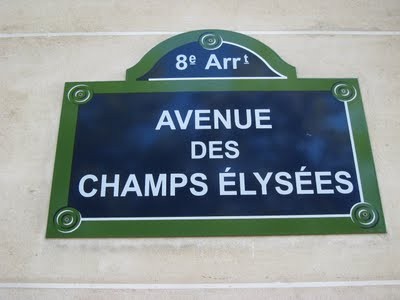 8e Arrt
AVENUE
DES
CHAMPS ÉLYSÉES